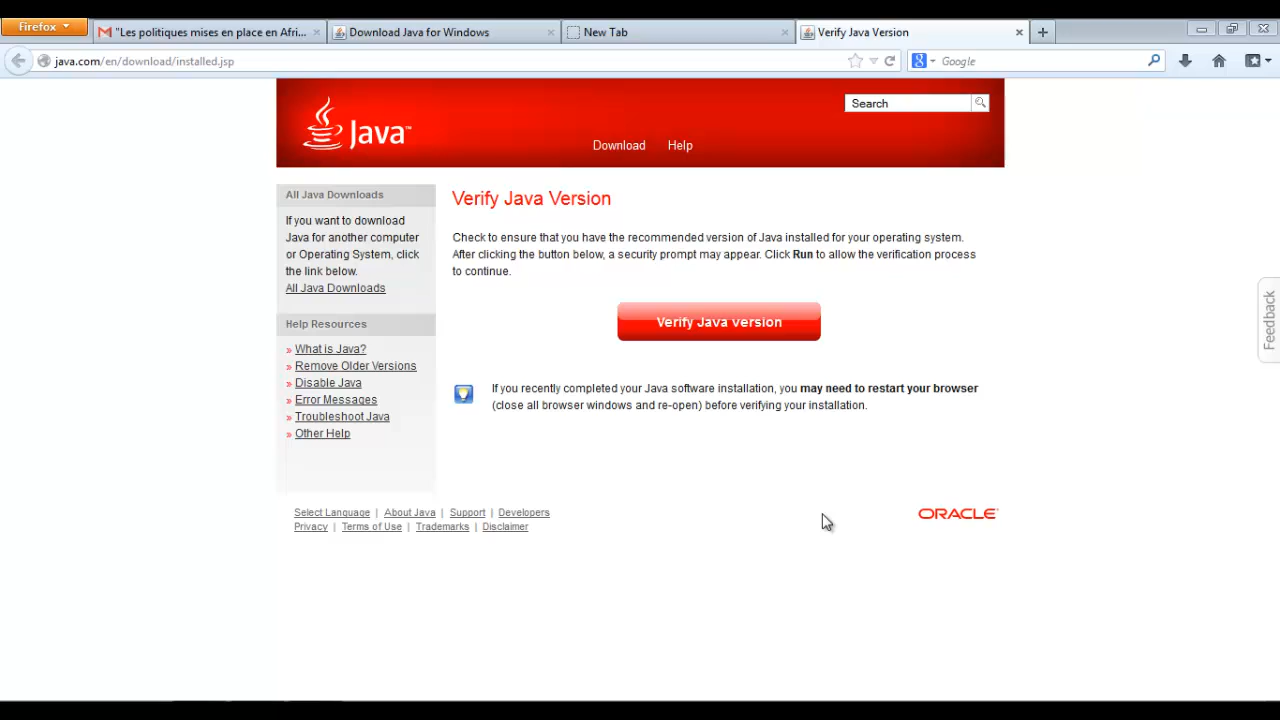 Firefox
"Les politiques mises en place en Afri...
Download Java for Windows
New Tab
Verify Java Version
java.com/en/download/installed.jsp
Google
Java™
Search
Download
Help
All Java Downloads
If you want to download
Java for another computer
or Operating System, click
the link below.
All Java Downloads
Help Resources
» What is Java?
» Remove Older Versions
» Disable Java
» Error Messages
» Troubleshoot Java
» Other Help
Verify Java Version
Check to ensure that you have the recommended version of Java installed for your operating system.
After clicking the button below, a security prompt may appear. Click Run to allow the verification process
to continue.
Verify Java version
If you recently completed your Java software installation, you may need to restart your browser
(close all browser windows and re-open) before verifying your installation.
Feedback
Select Language | About Java | Support | Developers
Privacy | Terms of Use | Trademarks | Disclaimer
ORACLE